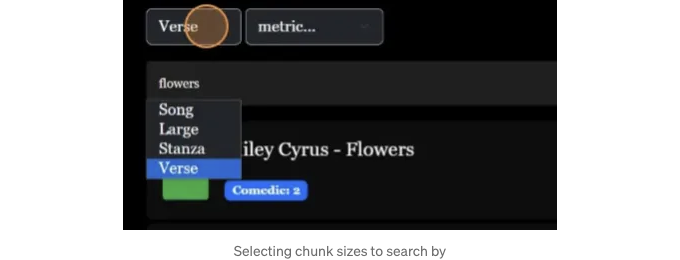 Verse
metric...
flowers
Song
Large
Stanza
Verse
iley Cyrus - Flowers
Comedic: 2
Selecting chunk sizes to search by